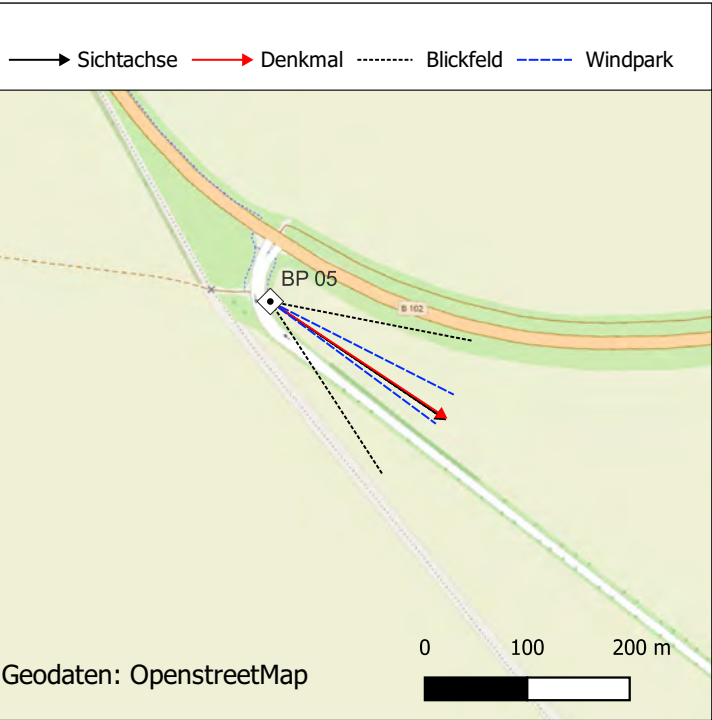 Sichtachse Denkmal Blickfeld Windpark
BP 05
B 102
0 100 200 m
Geodaten: OpenstreetMap